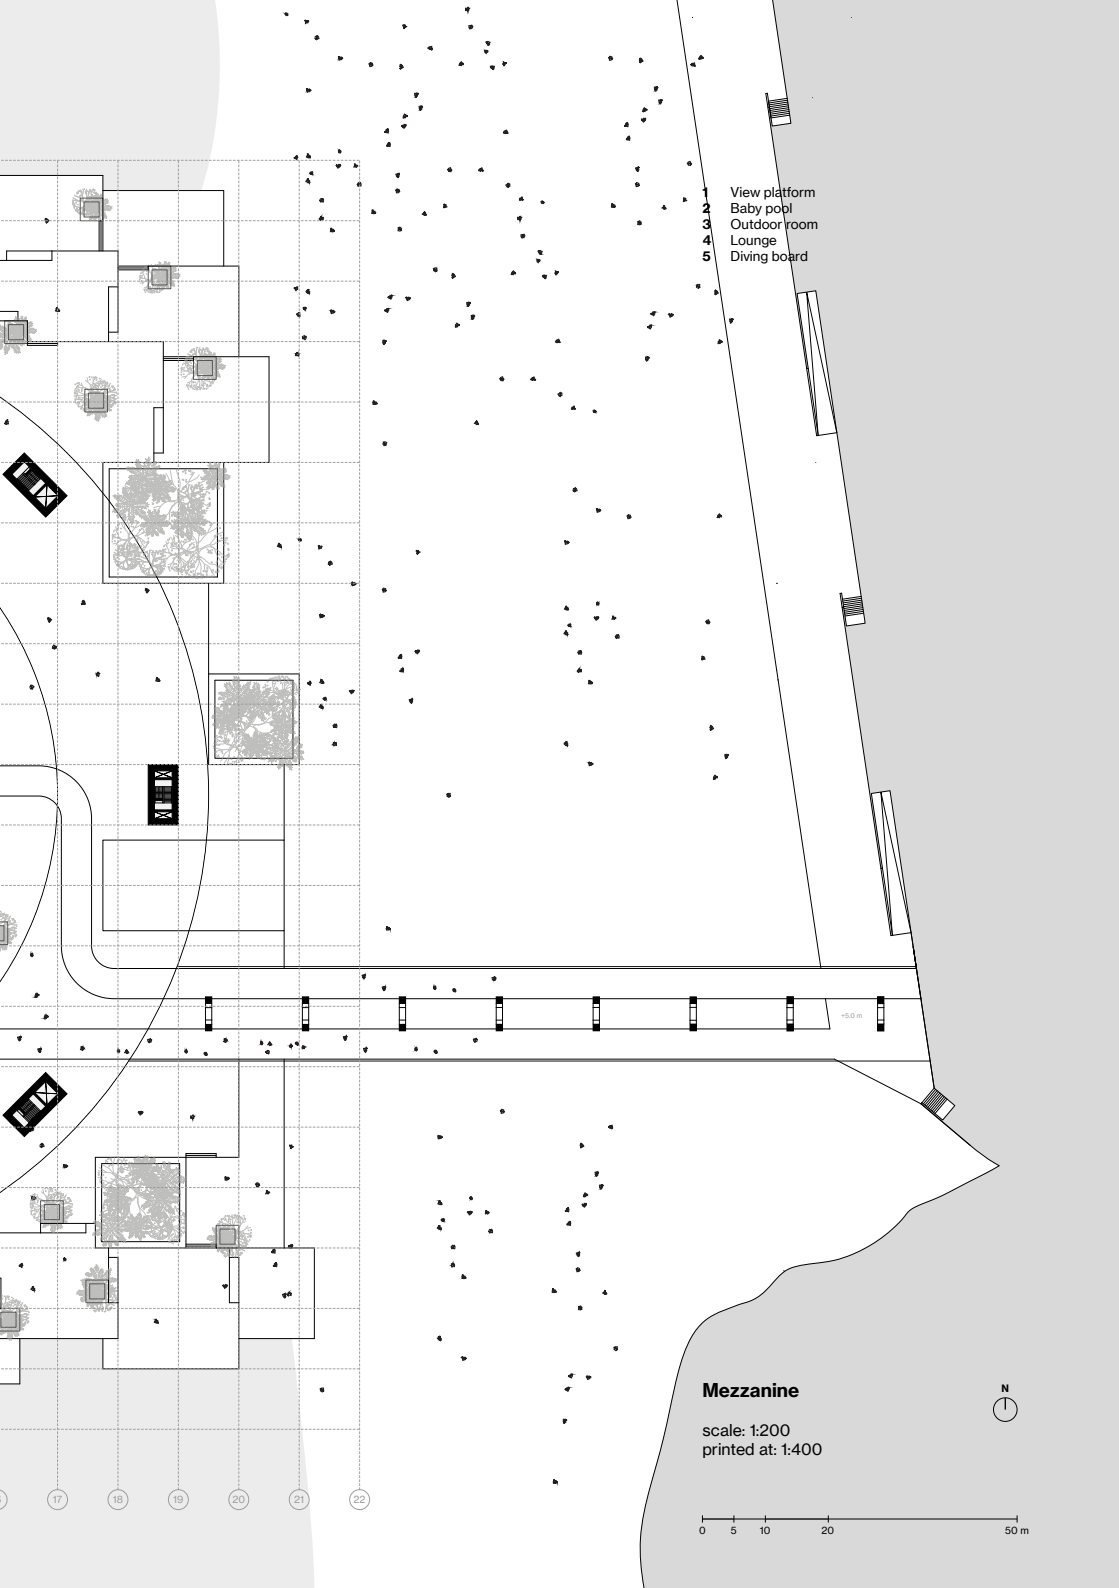 1 View platform
2 Baby pool
3 Outdoor room
4 Lounge
5 Diving board
+5.0 m
Mezzanine
N
scale: 1:200
printed at: 1:400
17 18 19 20 21 22
0 5 10 20 50 m